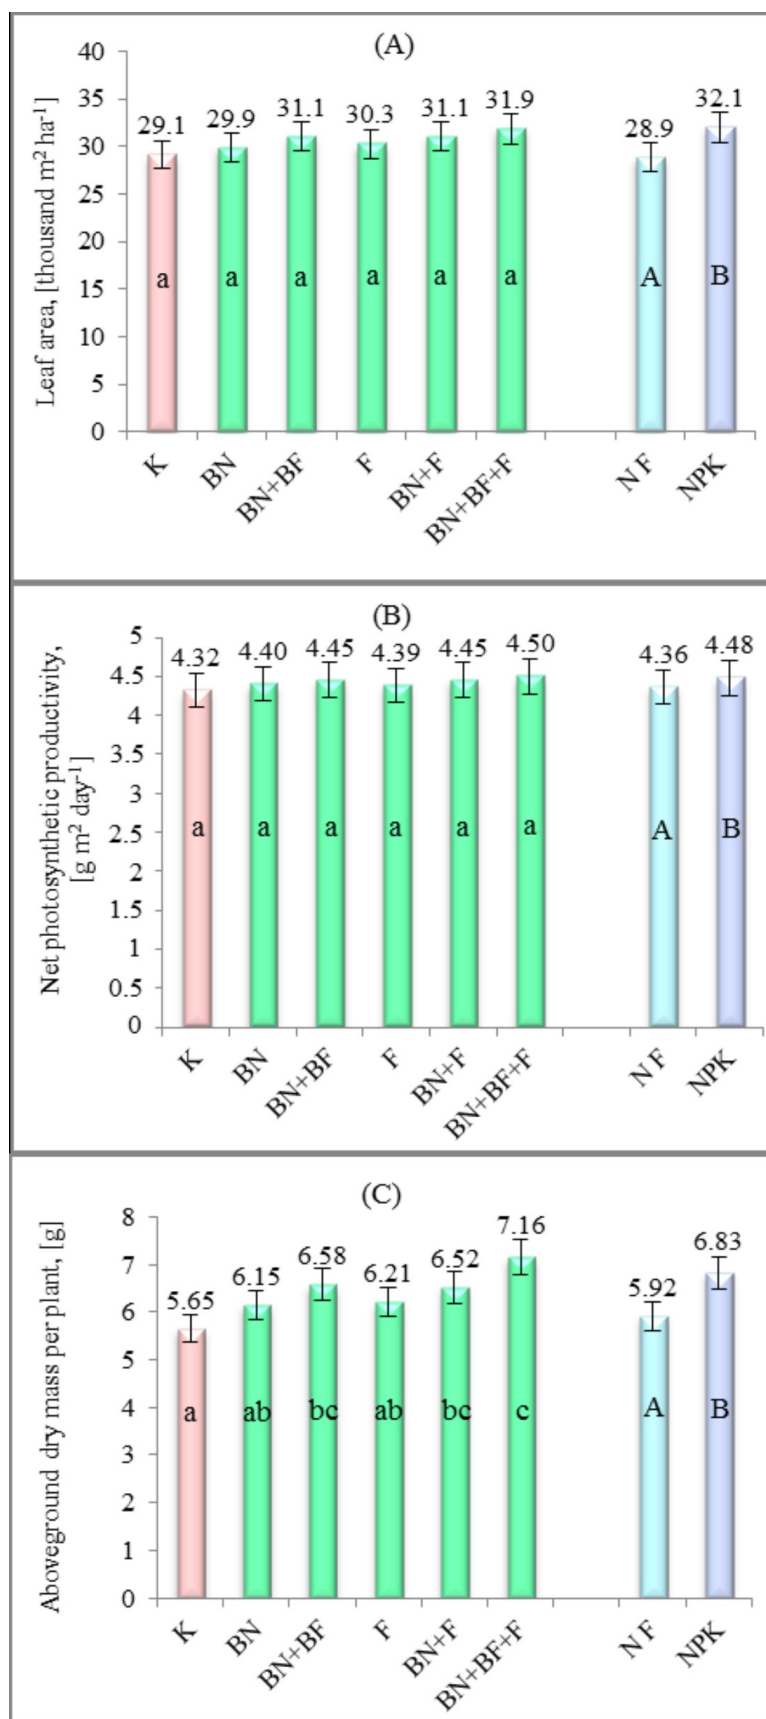 (A)
Leaf area, [thousand m² ha⁻¹]
40
35
30
25
20
15
10
5
0
29.1 29.9 31.1 30.3 31.1 31.9 28.9 32.1
a a a a a a A B
K BN BN+BF F BN+F BN+BF+F N F NPK
(B)
Net photosynthetic productivity,
[g m² day⁻¹]
5
4.5
4
3.5
3
2.5
2
1.5
1
0.5
0
4.32 4.40 4.45 4.39 4.45 4.50 4.36 4.48
a a a a a a A B
K BN BN+BF F BN+F BN+BF+F N F NPK
(C)
Aboveground dry mass per plant, [g]
8
7
6
5
4
3
2
1
0
5.65 6.15 6.58 6.21 6.52 7.16 5.92 6.83
a ab bc ab bc c A B
K BN BN+BF F BN+F BN+BF+F N F NPK